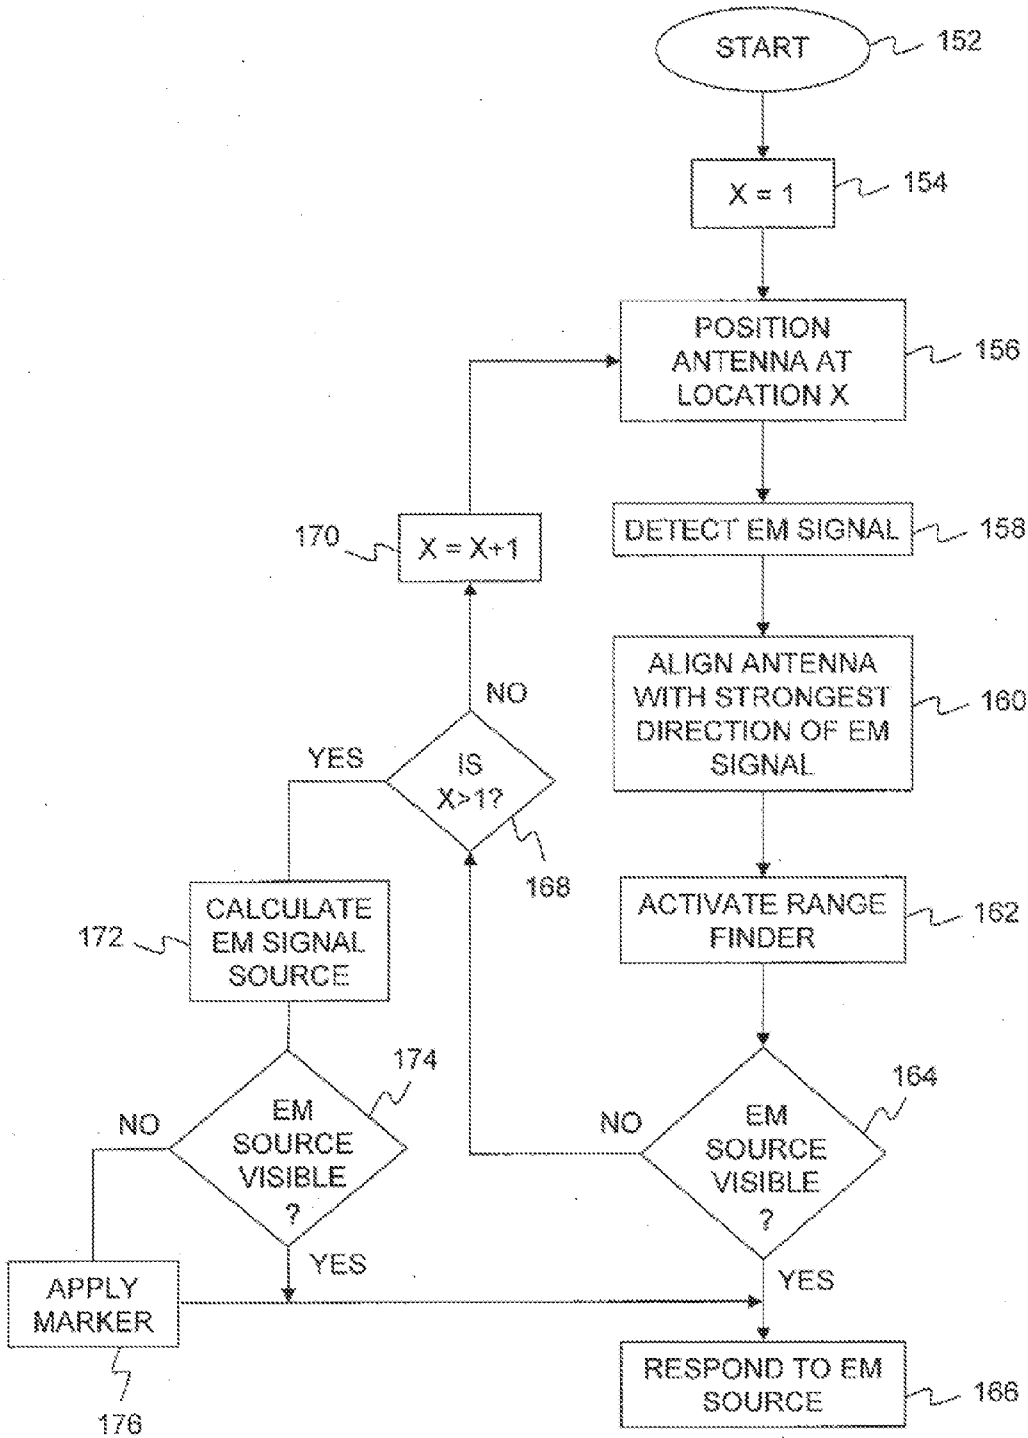 START
152
X = 1
154
POSITION
ANTENNA AT
LOCATION X
156
170
X = X+1
DETECT EM SIGNAL
158
ALIGN ANTENNA
WITH STRONGEST
DIRECTION OF EM
SIGNAL
160
NO
YES
IS
X>1?
168
CALCULATE
EM SIGNAL
SOURCE
172
ACTIVATE RANGE
FINDER
162
174
NO
EM
SOURCE
VISIBLE
?
YES
164
NO
EM
SOURCE
VISIBLE
?
YES
APPLY
MARKER
176
RESPOND TO EM
SOURCE
166